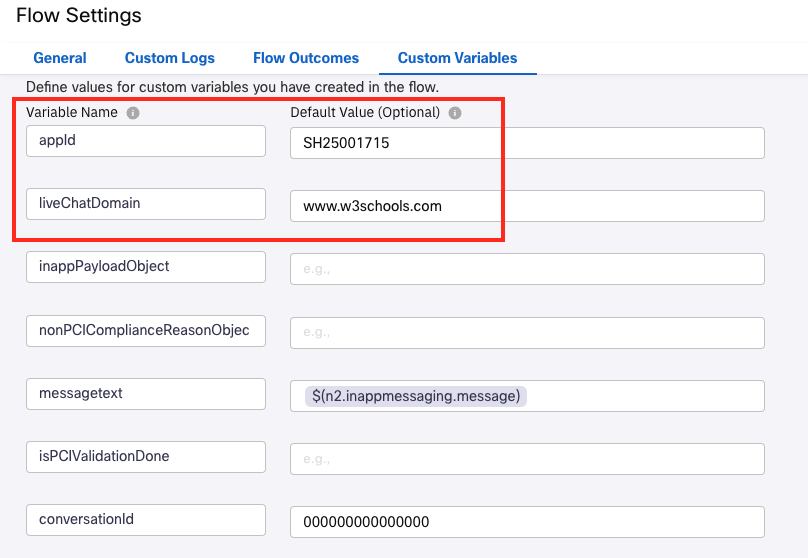 Flow Settings
General Custom Logs Flow Outcomes Custom Variables
Define values for custom variables you have created in the flow.
Variable Name Default Value (Optional)
appId SH25001715
liveChatDomain www.w3schools.com
inappPayloadObject e.g.,
nonPCIComplianceReasonObjec e.g.,
messagetext $(n2.inappmessaging.message)
isPCIValidationDone e.g.,
conversationId 000000000000000